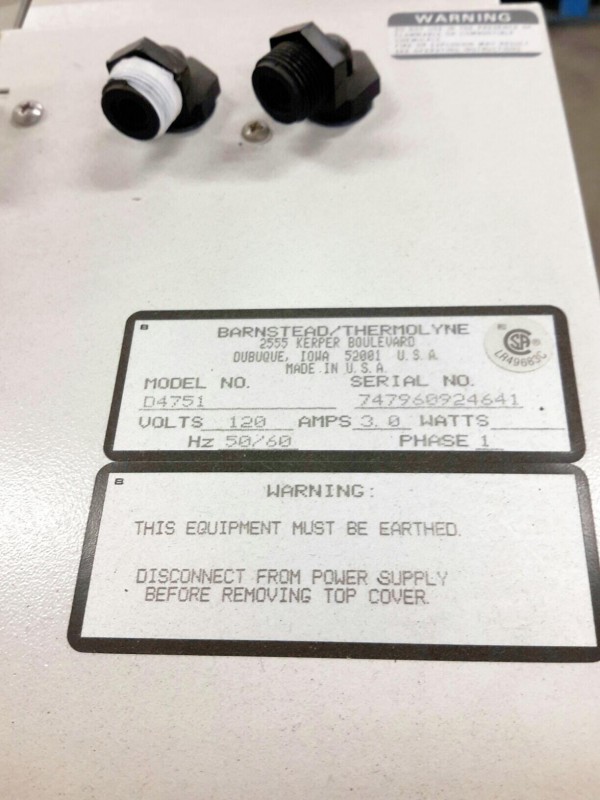 WARNING
BARNSTEAD/THERMOLYNE
2555 KERPER BOULEVARD
DUBUQUE, IOWA 52001 U.S.A.
MADE IN U.S.A.
MODEL NO. SERIAL NO.
D4751 747960924641
VOLTS 120 AMPS 3.0 WATTS
Hz 50/60 PHASE 1
WARNING:
THIS EQUIPMENT MUST BE EARTHED.
DISCONNECT FROM POWER SUPPLY
BEFORE REMOVING TOP COVER.